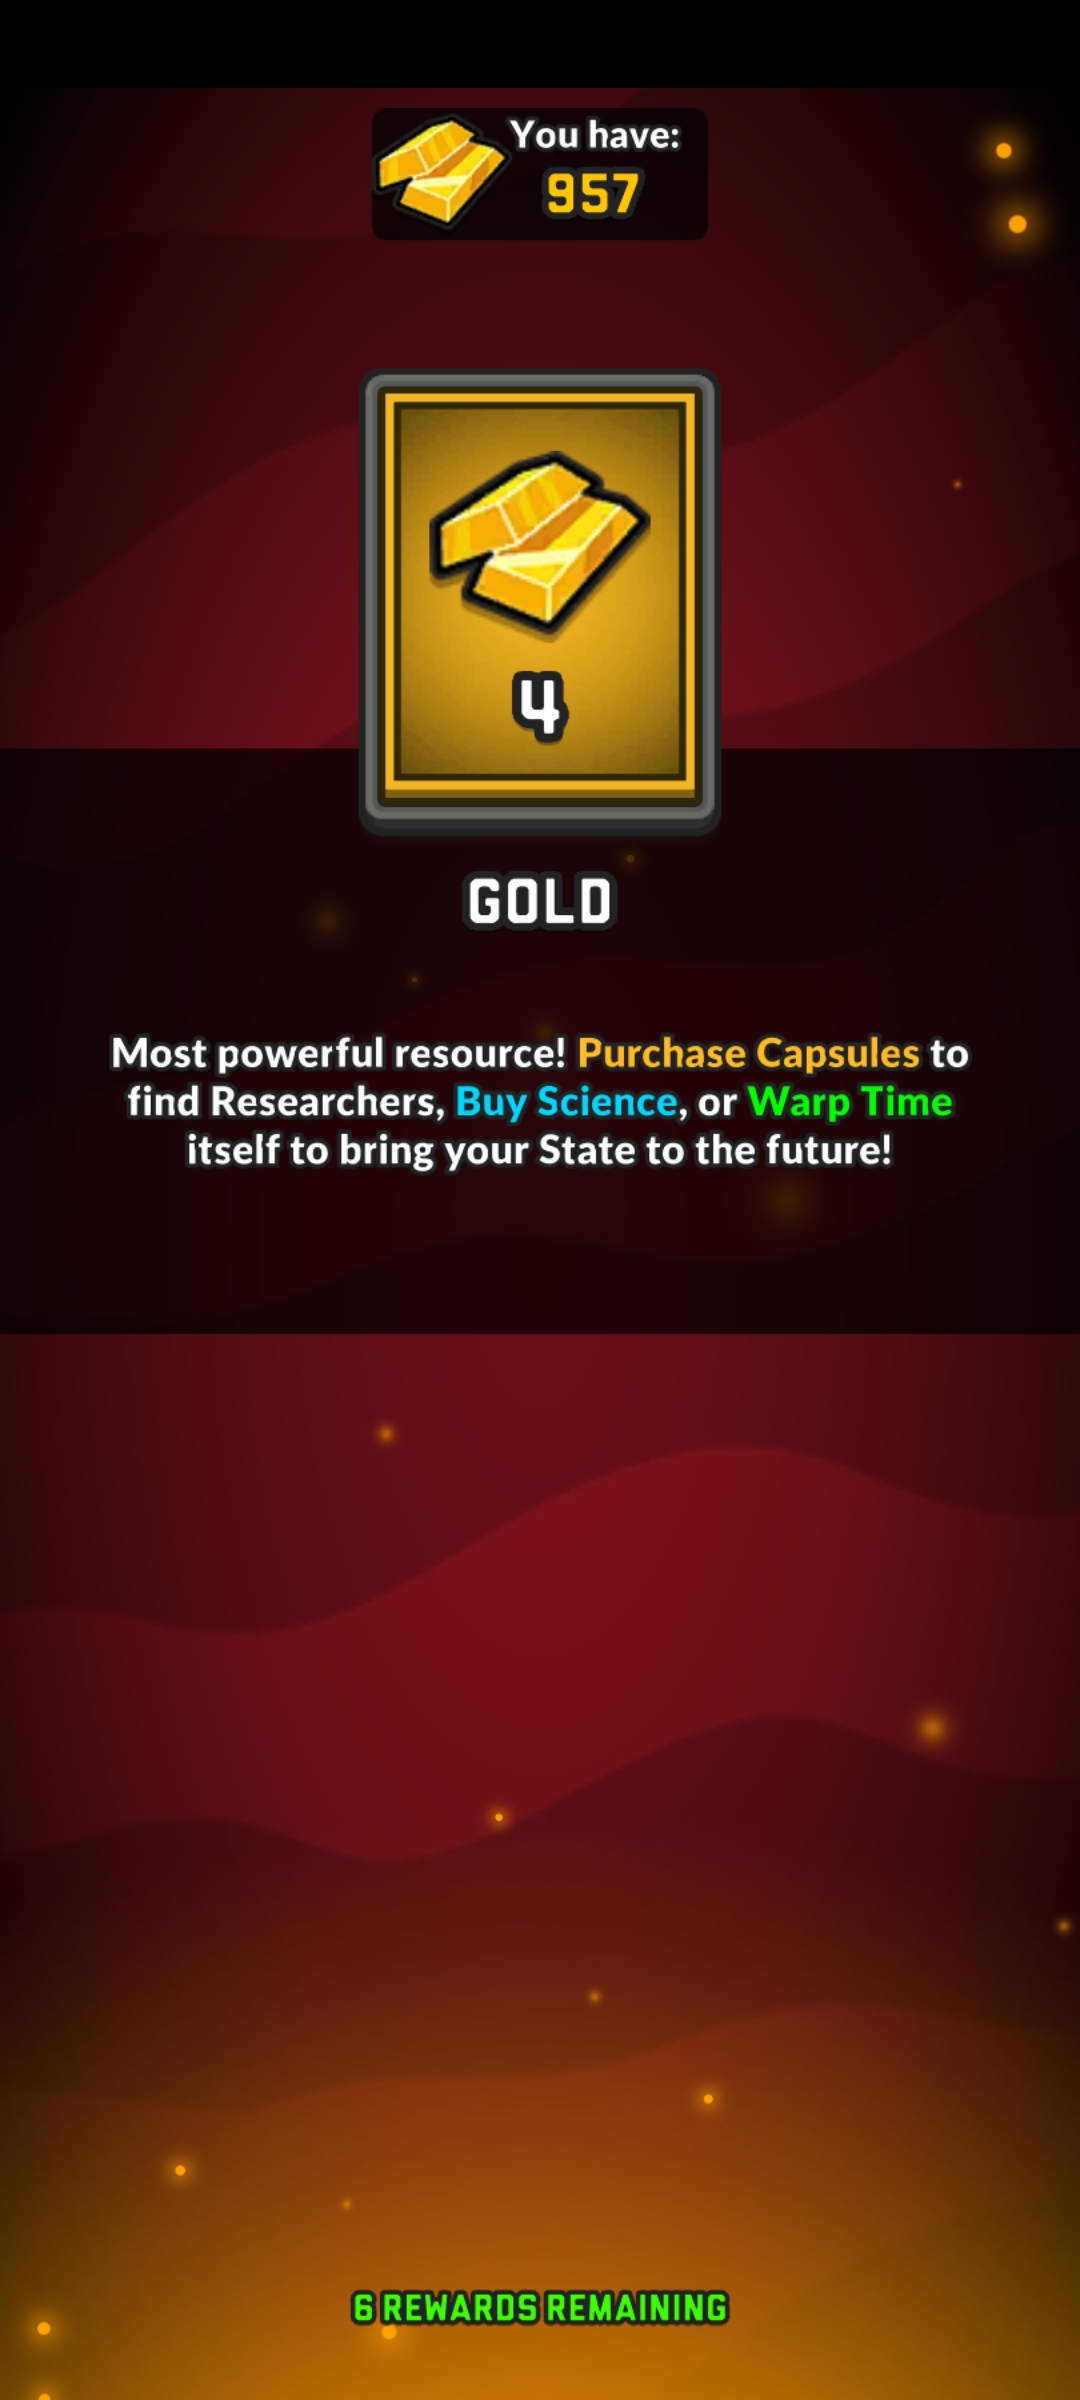 You have:
957
4
GOLD
Most powerful resource! Purchase Capsules to
find Researchers, Buy Science, or Warp Time
itself to bring your State to the future!
6 REWARDS REMAINING